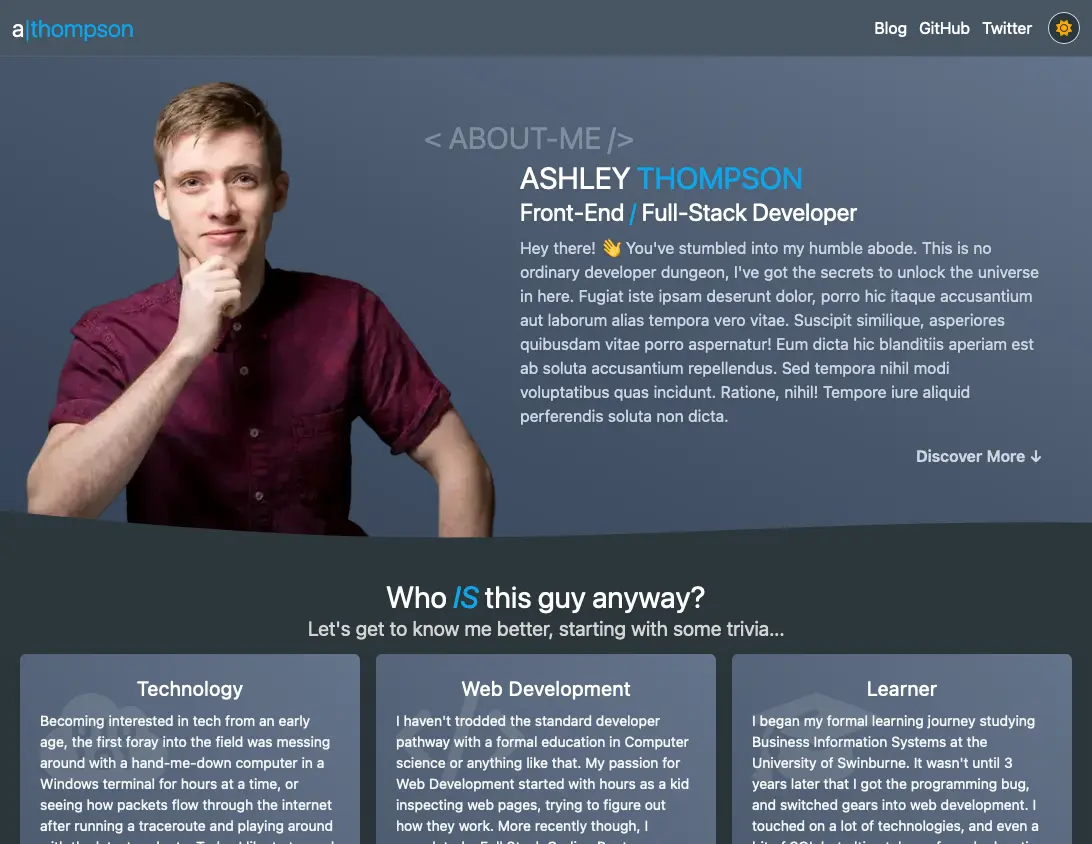 a|thompson
Blog GitHub Twitter
< ABOUT-ME />
ASHLEY THOMPSON
Front-End / Full-Stack Developer
Hey there! 👋 You've stumbled into my humble abode. This is no
ordinary developer dungeon, I've got the secrets to unlock the universe
in here. Fugiat iste ipsam deserunt dolor, porro hic itaque accusantium
aut laborum alias tempora vero vitae. Suscipit similique, asperiores
quibusdam vitae porro aspernatur! Eum dicta hic blanditiis aperiam est
ab soluta accusantium repellendus. Sed tempora nihil modi
voluptatibus quas incidunt. Ratione, nihil! Tempore iure aliquid
perferendis soluta non dicta.
Discover More ↓
Who IS this guy anyway?
Let's get to know me better, starting with some trivia...
Technology
Becoming interested in tech from an early
age, the first foray into the field was messing
around with a hand-me-down computer in a
Windows terminal for hours at a time, or
seeing how packets flow through the internet
after running a traceroute and playing around
Web Development
I haven't trodded the standard developer
pathway with a formal education in Computer
science or anything like that. My passion for
Web Development started with hours as a kid
inspecting web pages, trying to figure out
how they work. More recently though, I
Learner
I began my formal learning journey studying
Business Information Systems at the
University of Swinburne. It wasn't until 3
years later that I got the programming bug,
and switched gears into web development. I
touched on a lot of technologies, and even a